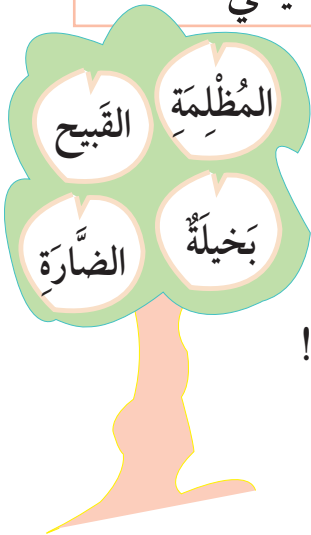 المُظْلِمَةِ
القَبيح
بَخيلَةٌ
الضَّارَةِ
!